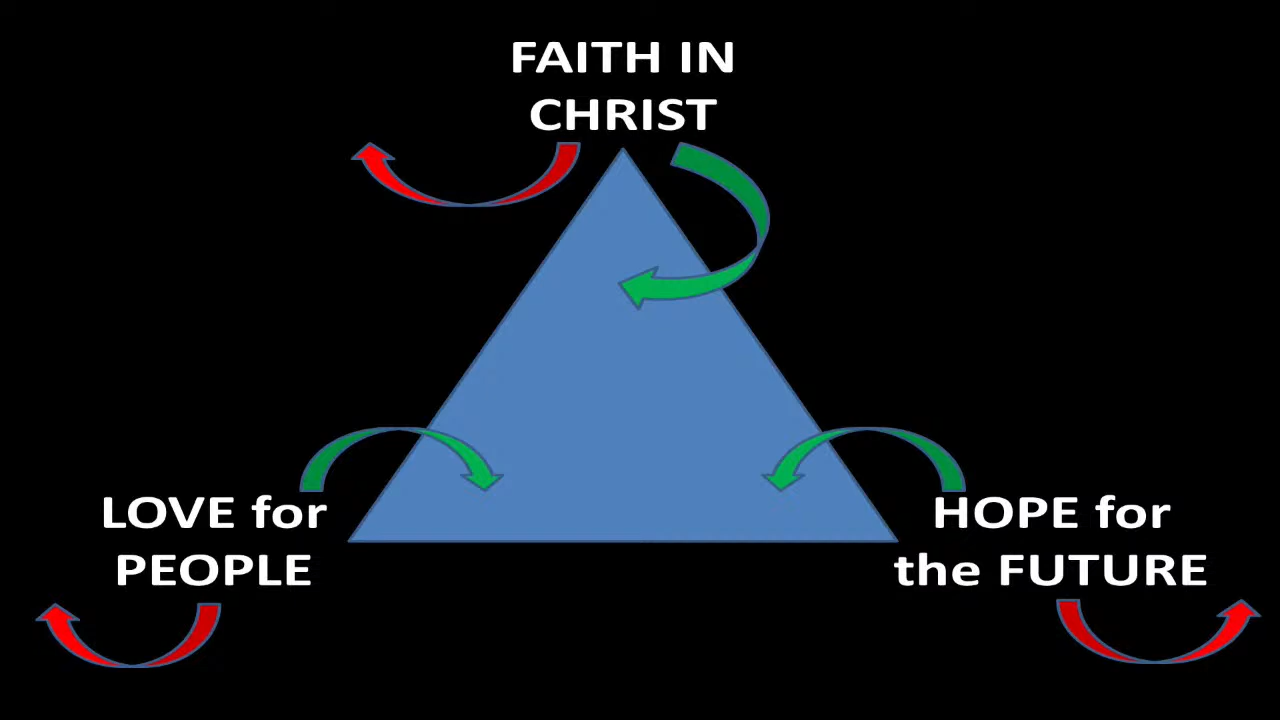 FAITH IN
CHRIST
LOVE for
PEOPLE
HOPE for
the FUTURE